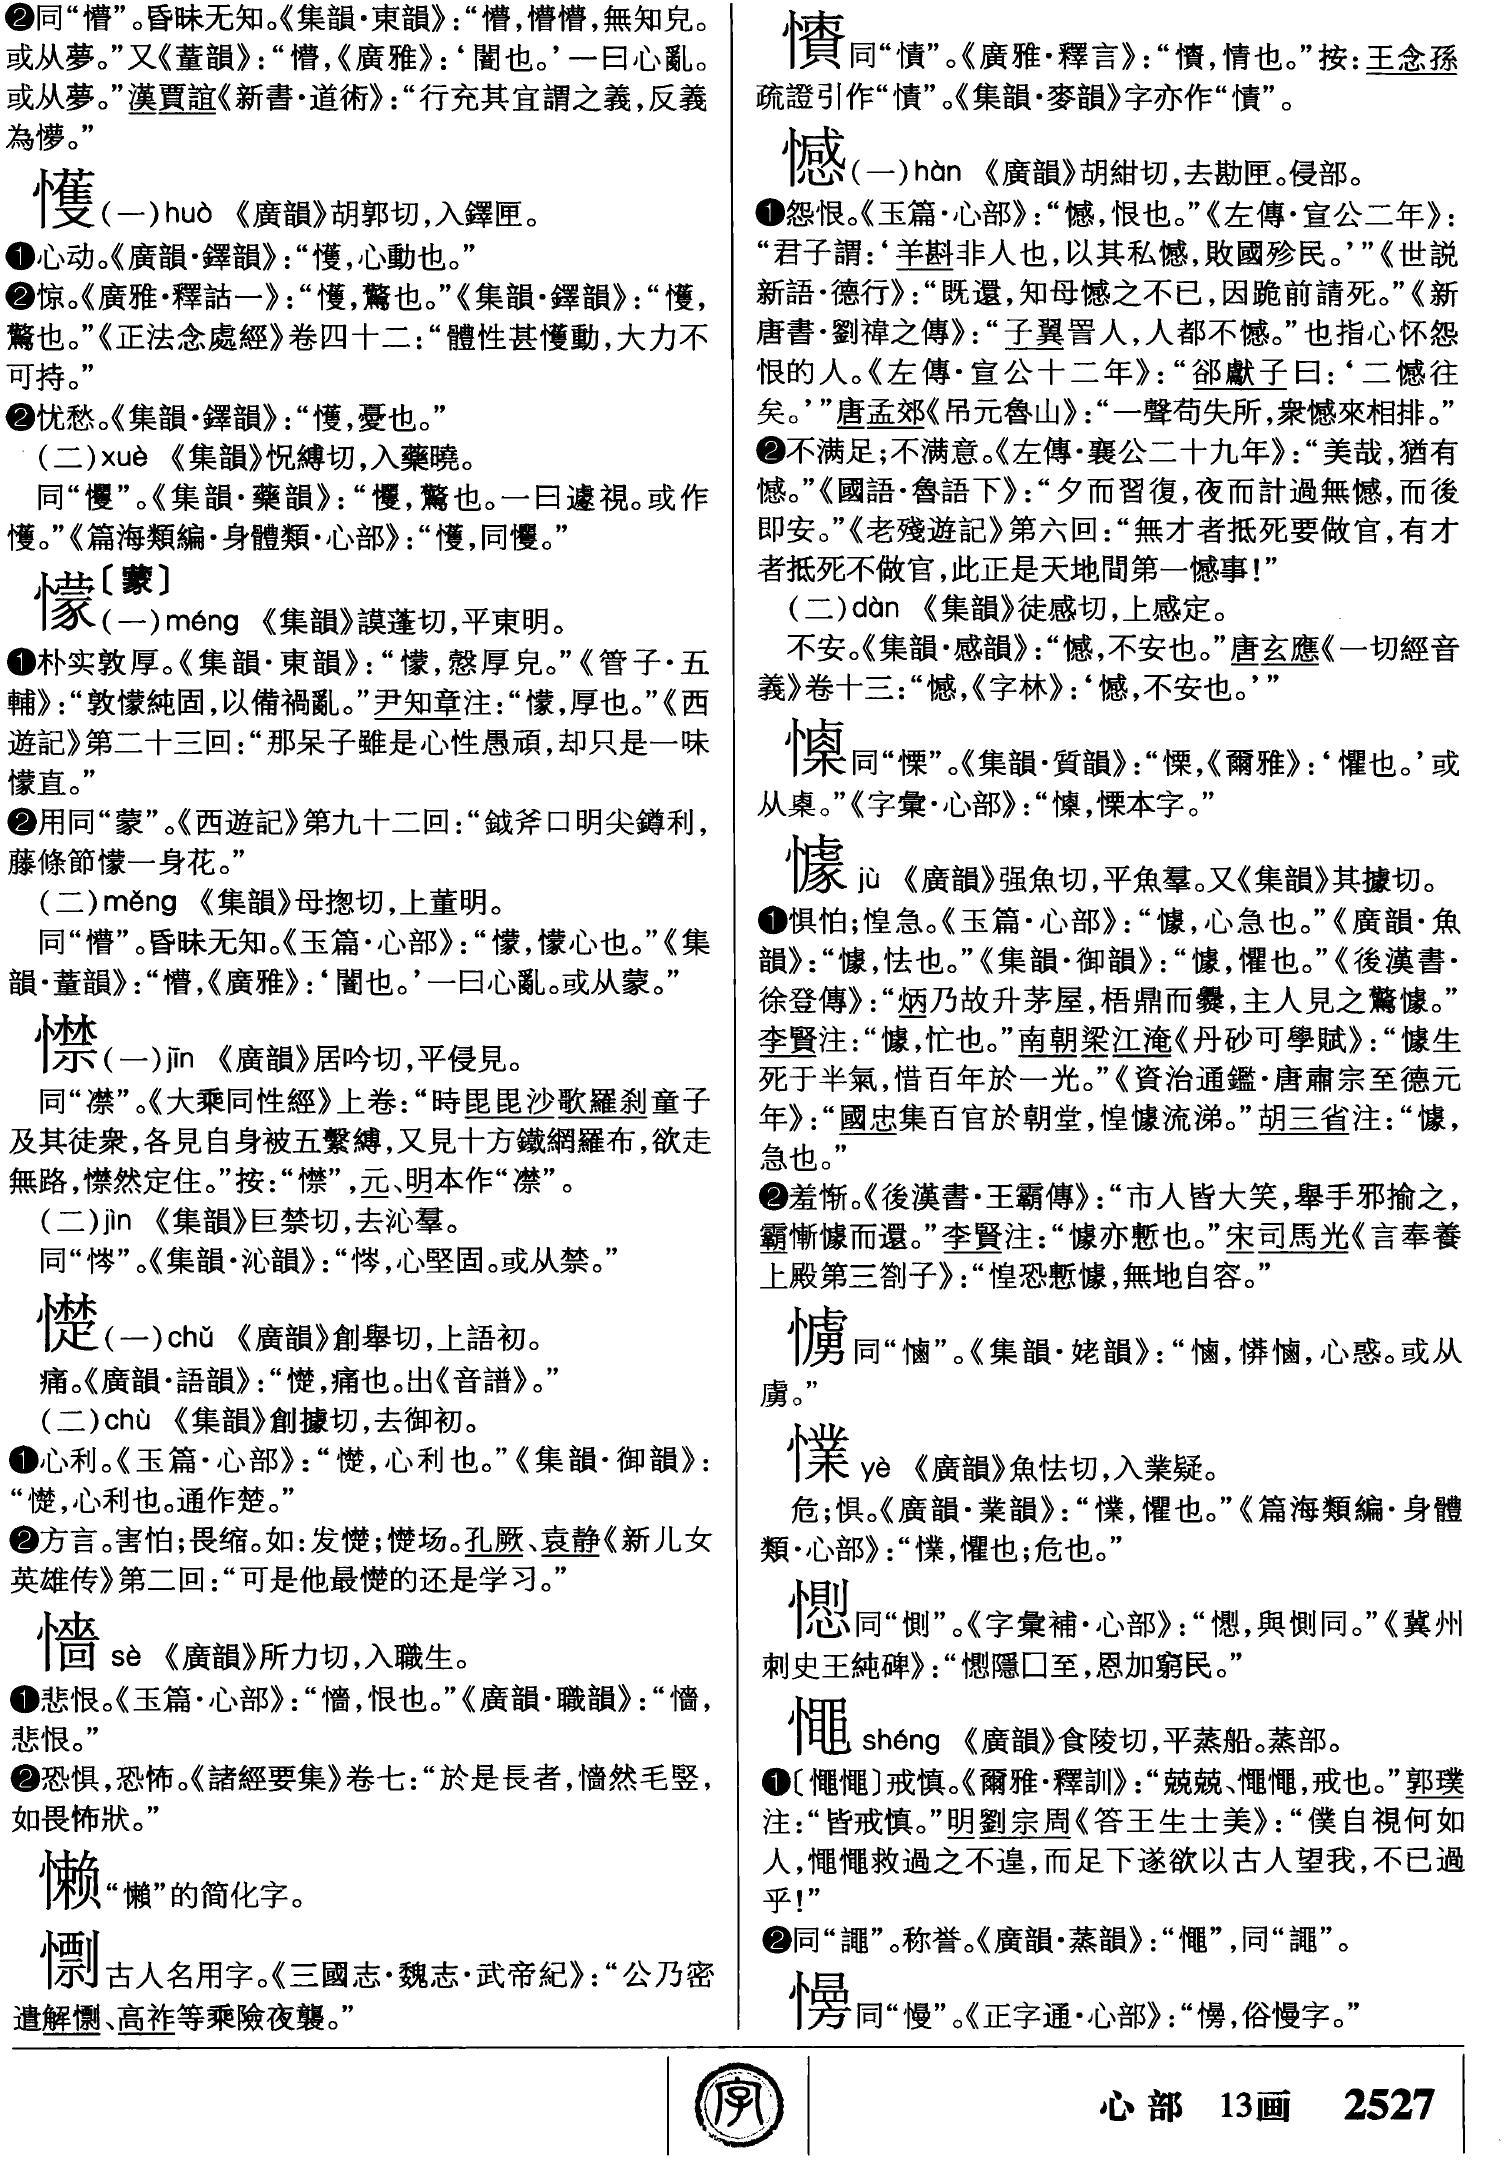 ❷同“懵”。昏昧无知。《集韻·東韻》：“懵，懵懵，無知皃。
或从夢。”又《董韻》：“懵，《廣雅》：‘闇也。’一曰心亂。
或从夢。”漢賈誼《新書·道術》：“行充其宜謂之義，反義
為懜。”
㦜(一)huò 《廣韻》胡郭切，入鐸匣。
❶心动。《廣韻·鐸韻》：“㦜，心動也。”
❷惊。《廣雅·釋詁一》：“㦜，驚也。”《集韻·鐸韻》：“㦜，
驚也。”《正法念處經》卷四十二：“體性甚㦜動，大力不
可持。”
❷忧愁。《集韻·鐸韻》：“㦜，憂也。”
(二)xuè 《集韻》怳縛切，入藥曉。
同“戄”。《集韻·藥韻》：“戄，驚也。一曰遽視。或作
㦜。”《篇海類編·身體類·心部》：“㦜，同戄。”
懞〔蒙〕
(一)méng 《集韻》謨蓬切，平東明。
❶朴实敦厚。《集韻·東韻》：“懞，愨厚皃。”《管子·五
輔》：“敦懞純固，以備禍亂。”尹知章注：“懞，厚也。”《西
遊記》第二十三回：“那呆子雖是心性愚頑，却只是一味
懞直。”
❷用同“蒙”。《西遊記》第九十二回：“鉞斧口明尖鐏利，
藤條節懞一身花。”
(二)měng 《集韻》母揔切，上董明。
同“懵”。昏昧无知。《玉篇·心部》：“懞，懞心也。”《集
韻·董韻》：“懵，《廣雅》：‘闇也。’一曰心亂。或从蒙。”
㦗(一)jīn 《廣韻》居吟切，平侵見。
同“凚”。《大乘同性經》上卷：“時毘毘沙歌羅刹童子
及其徒衆，各見自身被五繫縛，又見十方鐵網羅布，欲走
無路，㦗然定住。”按：“㦗”，元、明本作“凚”。
(二)jìn 《集韻》巨禁切，去沁羣。
同“㤐”。《集韻·沁韻》：“㤐，心堅固。或从禁。”
憷(一)chǔ 《廣韻》創舉切，上語初。
痛。《廣韻·語韻》：“憷，痛也。出《音譜》。”
(二)chù 《集韻》創據切，去御初。
❶心利。《玉篇·心部》：“憷，心利也。”《集韻·御韻》：
“憷，心利也。通作楚。”
❷方言。害怕；畏缩。如：发憷；憷场。孔厥、袁静《新儿女
英雄传》第二回：“可是他最憷的还是学习。”
懎 sè 《廣韻》所力切，入職生。
❶悲恨。《玉篇·心部》：“懎，恨也。”《廣韻·職韻》：“懎，
悲恨。”
❷恐惧，恐怖。《諸經要集》卷七：“於是長者，懎然毛竪，
如畏怖狀。”
懒“懶”的简化字。
㔂古人名用字。《三國志·魏志·武帝紀》：“公乃密
遣解㔂、高祚等乘險夜襲。”
㥽同“㥽”。《廣雅·釋言》：“㥽，情也。”按：王念孫
疏證引作“㥽”。《集韻·麥韻》字亦作“㥽”。
憾(一)hàn 《廣韻》胡紺切，去勘匣。侵部。
❶怨恨。《玉篇·心部》：“憾，恨也。”《左傳·宣公二年》：
“君子謂：‘羊斟非人也，以其私憾，敗國殄民。’”《世説
新語·德行》：“既還，知母憾之不已，因跪前請死。”《新
唐書·劉禕之傳》：“子翼詈人，人都不憾。”也指心怀怨
恨的人。《左傳·宣公十二年》：“郤獻子曰：‘二憾往
矣。’”唐孟郊《吊元魯山》：“一聲苟失所，衆憾來相排。”
❷不满足；不满意。《左傳·襄公二十九年》：“美哉，猶有
憾。”《國語·魯語下》：“夕而習復，夜而計過無憾，而後
即安。”《老殘遊記》第六回：“無才者抵死要做官，有才
者抵死不做官，此正是天地間第一憾事！”
(二)dàn 《集韻》徒感切，上感定。
不安。《集韻·感韻》：“憾，不安也。”唐玄應《一切經音
義》卷十三：“憾，《字林》：‘憾，不安也。’”
同“慄”。《集韻·質韻》：“慄，《爾雅》：‘懼也。’或
从㮚。”《字彙·心部》：“慄本字。”
懅 jù 《廣韻》强魚切，平魚羣。又《集韻》其據切。
❶惧怕；惶急。《玉篇·心部》：“懅，心急也。”《廣韻·魚
韻》：“懅，怯也。”《集韻·御韻》：“懅，懼也。”《後漢書·
徐登傳》：“炳乃故升茅屋，梧鼎而爨，主人見之驚懅。”
李賢注：“懅，忙也。”南朝梁江淹《丹砂可學賦》：“懅生
死于半氣，惜百年於一光。”《資治通鑑·唐肅宗至德元
年》：“國忠集百官於朝堂，惶懅流涕。”胡三省注：“懅，
急也。”
❷羞惭。《後漢書·王霸傳》：“市人皆大笑，舉手邪揄之，
霸慚懅而還。”李賢注：“懅亦慙也。”宋司馬光《言奉養
上殿第三劄子》：“惶恐慙懅，無地自容。”
同“㥚”。《集韻·姥韻》：“心惑。或从
虜。”
㦪 yè 《廣韻》魚怯切，入業疑。
危；惧。《廣韻·業韻》：“㦪，懼也。”《篇海類編·身體
類·心部》：“㦪，懼也；危也。”
同“惻”。《字彙補·心部》：“與惻同。”《冀州
刺史王純碑》：“隱囗至，恩加窮民。”
憴 shéng 《廣韻》食陵切，平蒸船。蒸部。
❶〔憴憴〕戒慎。《爾雅·釋訓》：“兢兢、憴憴，戒也。”郭璞
注：“皆戒慎。”明劉宗周《答王生士美》：“僕自視何如
人，憴憴救過之不遑，而足下遂欲以古人望我，不已過
乎！”
❷同“譝”。称誉。《廣韻·蒸韻》：“憴”，同“譝”。
同“慢”。《正字通·心部》：“俗慢字。”
字
心部 13画 2527